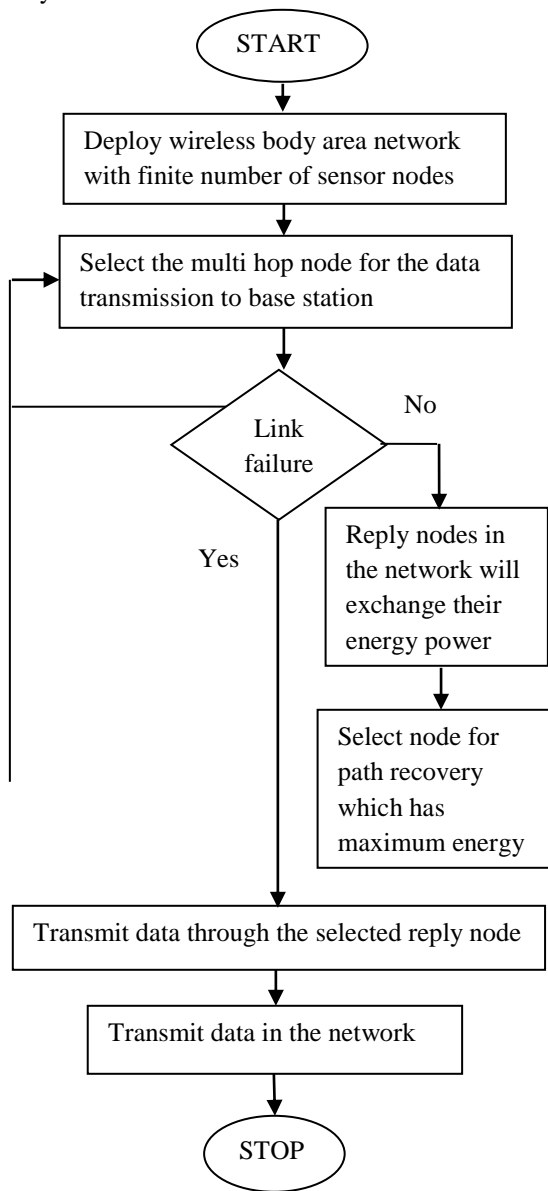 START
Deploy wireless body area network
with finite number of sensor nodes
Select the multi hop node for the data
transmission to base station
Link
failure
No
Yes
Reply nodes in
the network will
exchange their
energy power
Select node for
path recovery
which has
maximum energy
Transmit data through the selected reply node
Transmit data in the network
STOP